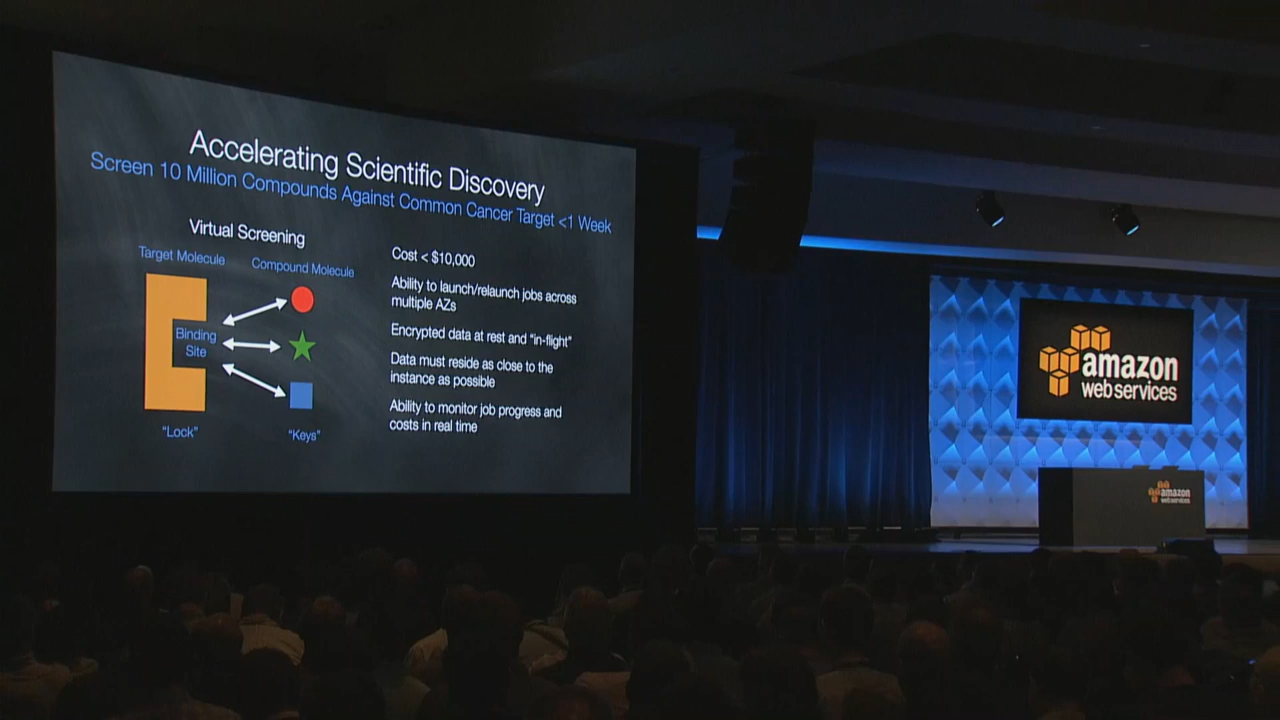 Accelerating Scientific Discovery
Screen 10 Million Compounds Against Common Cancer Target <1 Week
Virtual Screening
Target Molecule
Compound Molecule
Binding
Site
"Lock"
"Keys"
Cost < $10,000
Ability to launch/relaunch jobs across
multiple AZs
Encrypted data at rest and "in-flight"
Data must reside as close to the
instance as possible
Ability to monitor job progress and
costs in real time
amazon
web services
amazon
web services